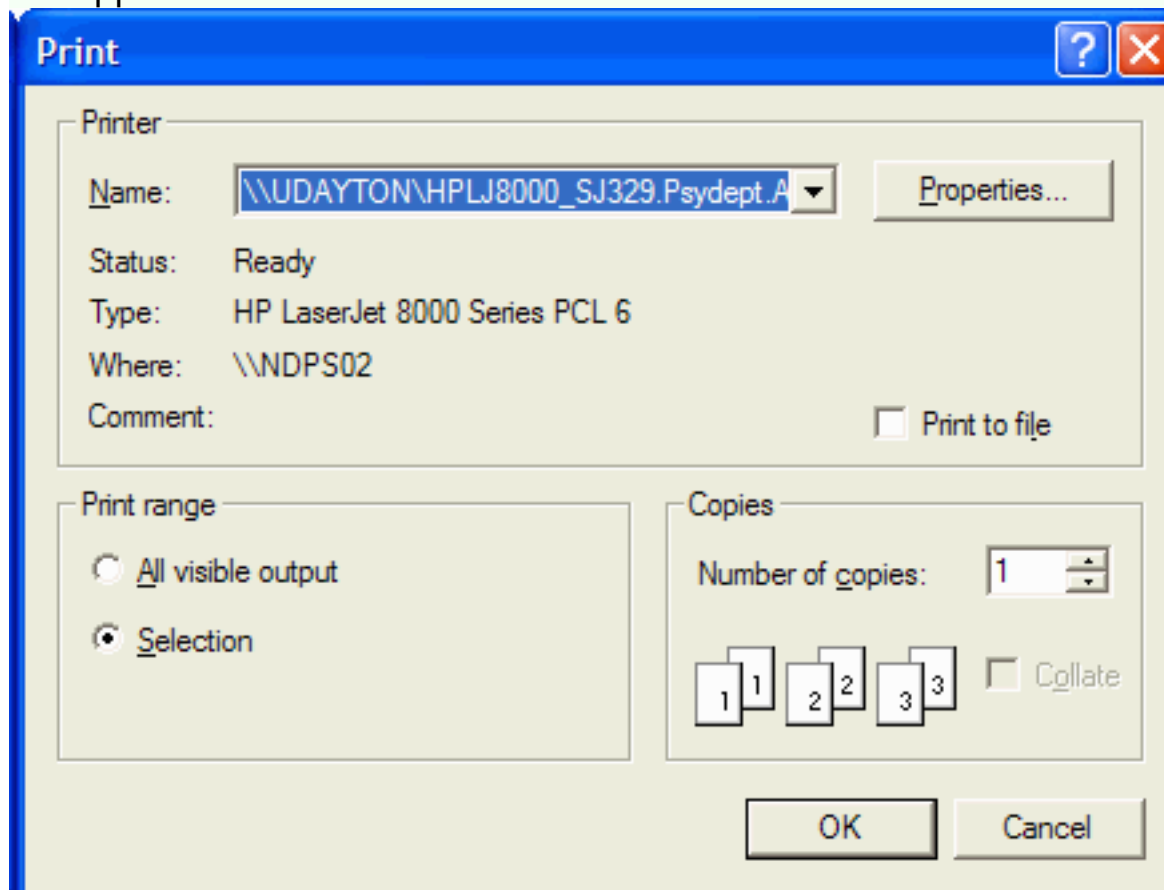 Print
Printer
Name: \\UDAYTON\HPLJ8000_SJ329.Psydept.A Properties...
Status: Ready
Type: HP LaserJet 8000 Series PCL 6
Where: \\NDPS02
Comment: Print to file
Print range Copies
All visible output Number of copies: 1
Selection
1 1 2 2 3 3 Collate
OK Cancel